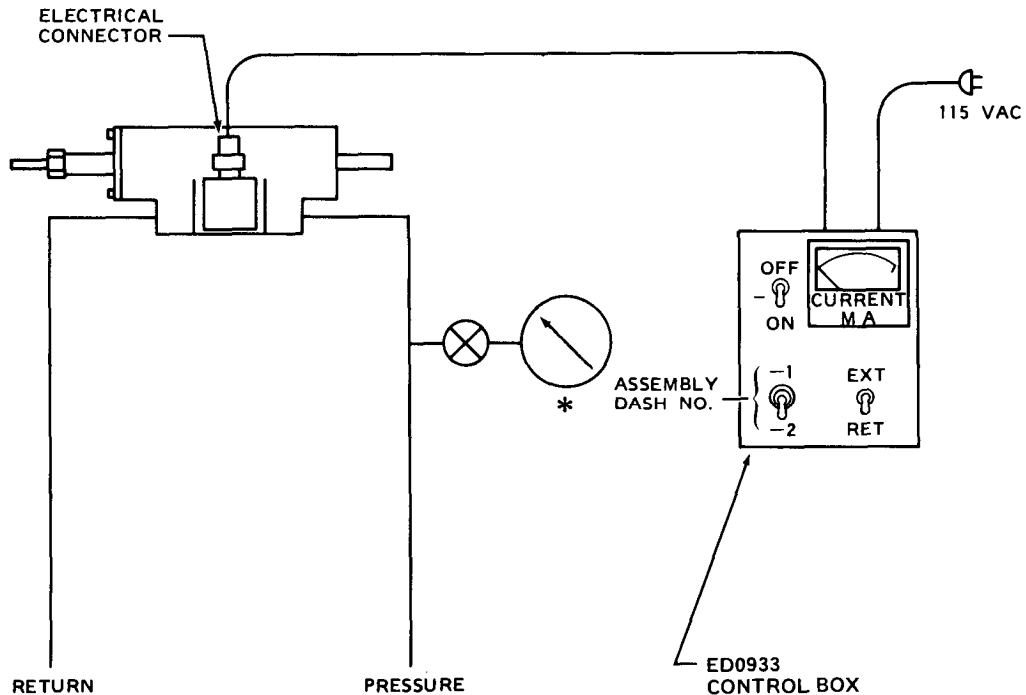 ELECTRICAL
CONNECTOR
115 VAC
OFF
ON
CURRENT
MA
ASSEMBLY
DASH NO.
-1
-2
EXT
RET
*
RETURN
PRESSURE
ED0933
CONTROL BOX